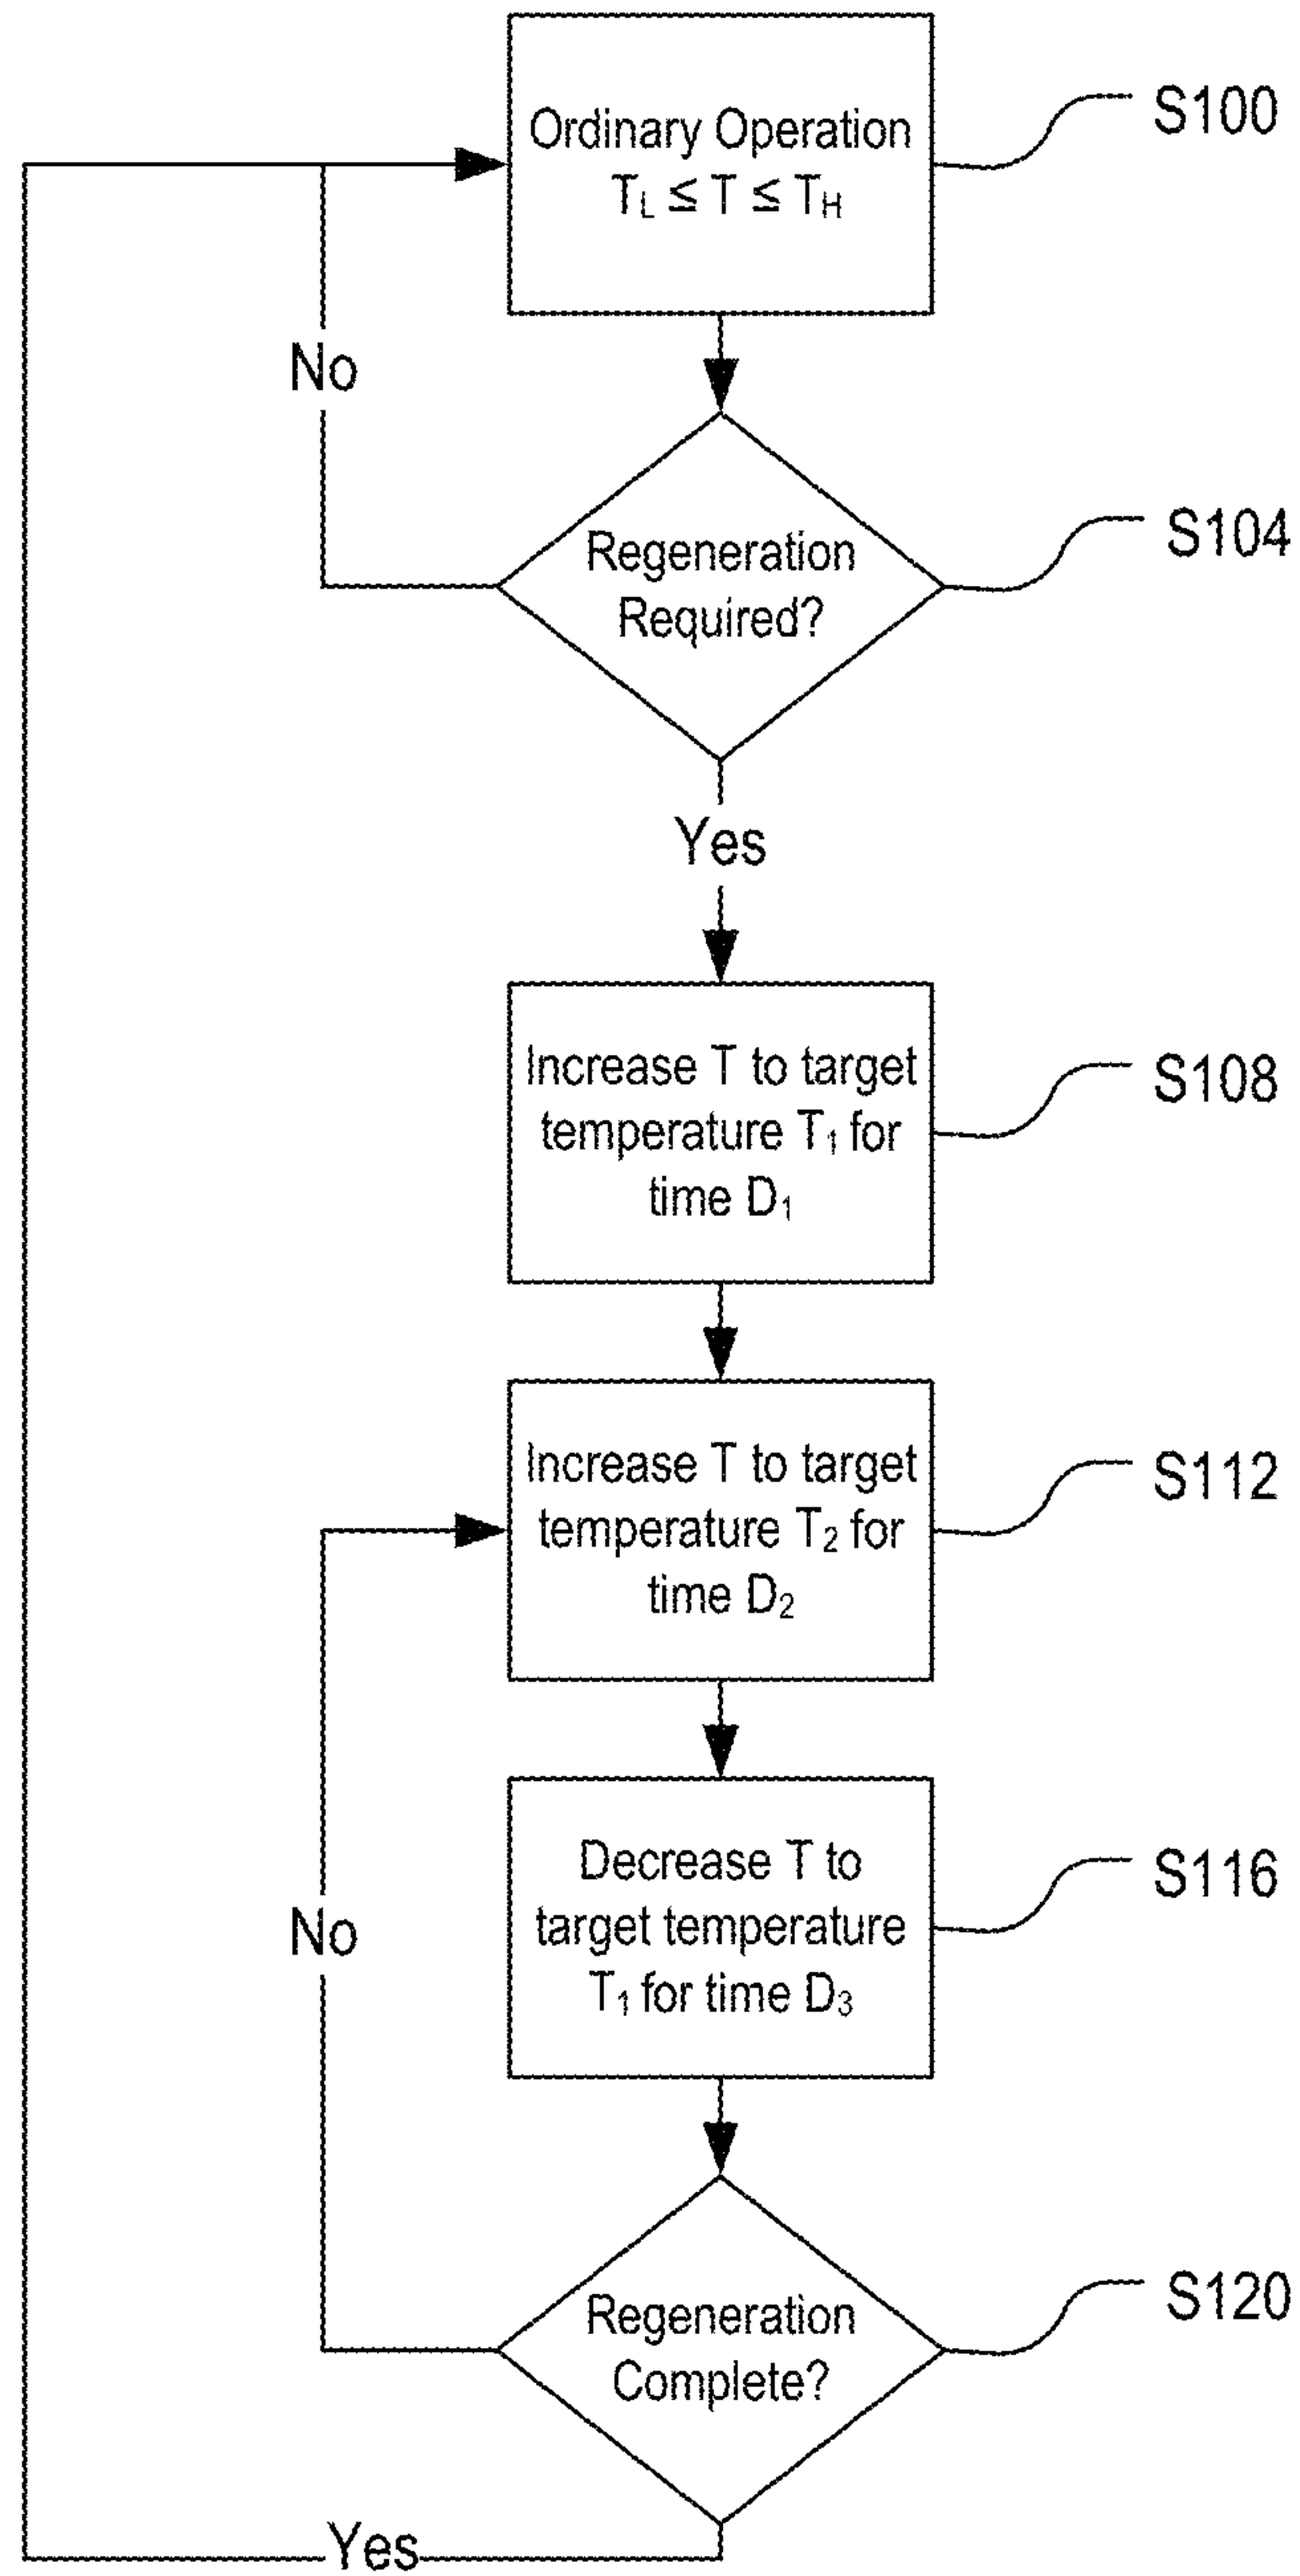 Ordinary Operation
T_L ≤ T ≤ T_H
S100
No
Regeneration
Required?
S104
Yes
Increase T to target
temperature T₁ for
time D₁
S108
Increase T to target
temperature T₂ for
time D₂
S112
Decrease T to
target temperature
T₁ for time D₃
S116
No
Regeneration
Complete?
S120
Yes